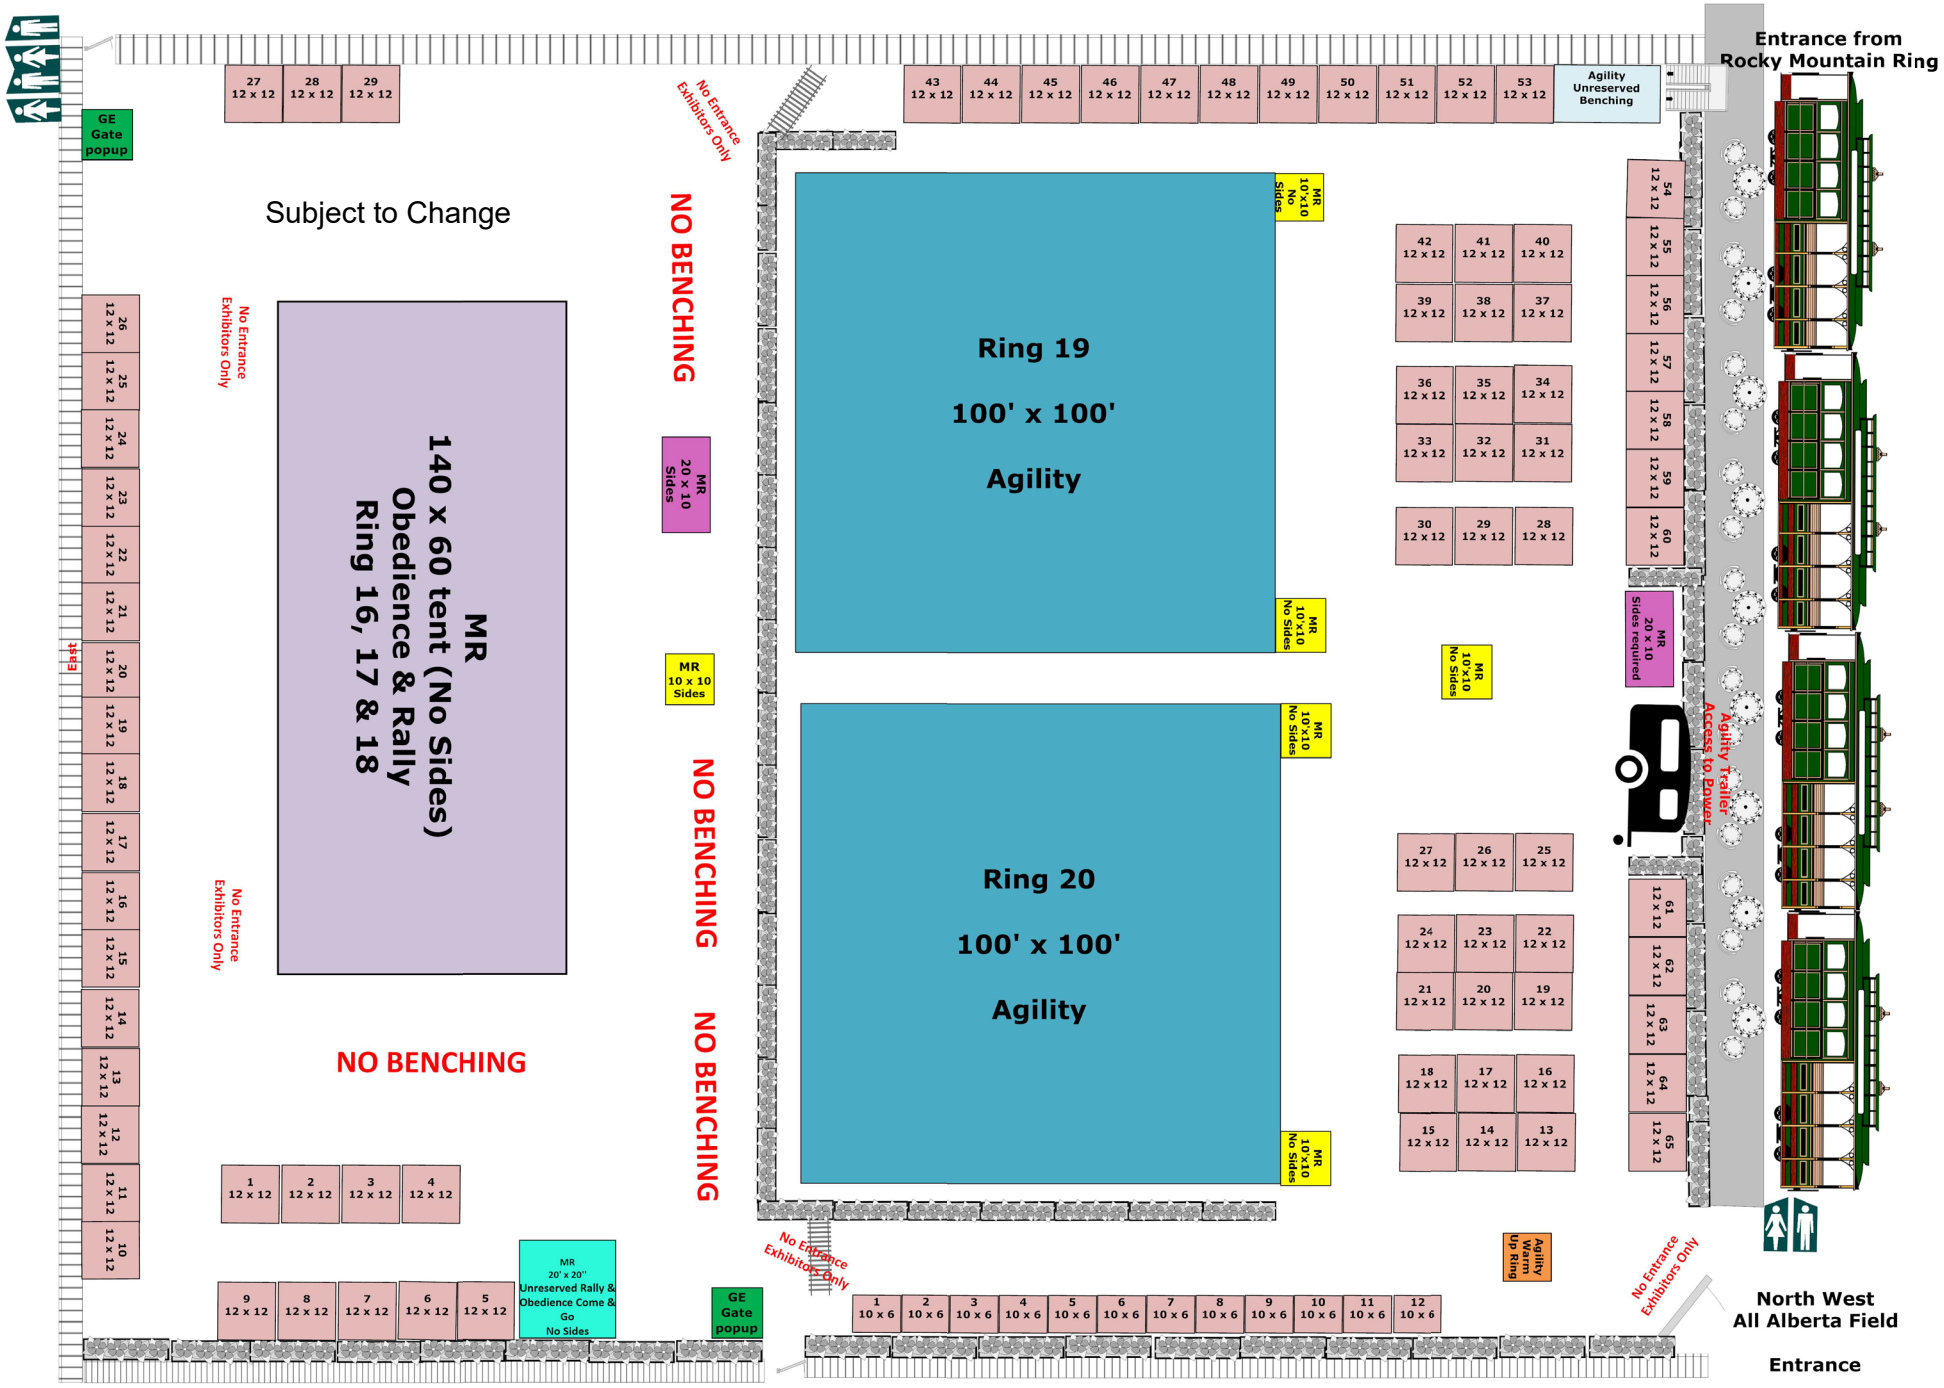 Entrance from
Rocky Mountain Ring
27
12 x 12
28
12 x 12
29
12 x 12
No Entrance
Exhibitors Only
43
12 x 12
44
12 x 12
45
12 x 12
46
12 x 12
47
12 x 12
48
12 x 12
49
12 x 12
50
12 x 12
51
12 x 12
52
12 x 12
53
12 x 12
Agility
Unreserved
Benching
GE
Gate
popup
Subject to Change
NO BENCHING
No Entrance
Exhibitors Only
26
12 x 12
25
12 x 12
24
12 x 12
23
12 x 12
22
12 x 12
21
12 x 12
20
12 x 12
19
12 x 12
18
12 x 12
17
12 x 12
16
12 x 12
15
12 x 12
14
12 x 12
13
12 x 12
12
12 x 12
11
12 x 12
10
12 x 12
East
MR
140 x 60 tent (No Sides)
Obedience & Rally
Ring 16, 17 & 18
No Entrance
Exhibitors Only
MR
20 x 10
Sides
MR
10 x 10
Sides
NO BENCHING
NO BENCHING
NO BENCHING
Ring 19
100' x 100'
Agility
MR
10'x10
No
Sides
MR
10'x10
No Sides
Ring 20
100' x 100'
Agility
MR
10'x10
No Sides
MR
10'x10
No Sides
MR
10'x10
No Sides
42
12 x 12
41
12 x 12
40
12 x 12
39
12 x 12
38
12 x 12
37
12 x 12
36
12 x 12
35
12 x 12
34
12 x 12
33
12 x 12
32
12 x 12
31
12 x 12
30
12 x 12
29
12 x 12
28
12 x 12
27
12 x 12
26
12 x 12
25
12 x 12
24
12 x 12
23
12 x 12
22
12 x 12
21
12 x 12
20
12 x 12
19
12 x 12
18
12 x 12
17
12 x 12
16
12 x 12
15
12 x 12
14
12 x 12
13
12 x 12
54
12 x 12
55
12 x 12
56
12 x 12
57
12 x 12
58
12 x 12
59
12 x 12
60
12 x 12
MR
20 x 10
Sides required
Agility Trailer
Access to Power
61
12 x 12
62
12 x 12
63
12 x 12
64
12 x 12
65
12 x 12
1
12 x 12
2
12 x 12
3
12 x 12
4
12 x 12
9
12 x 12
8
12 x 12
7
12 x 12
6
12 x 12
5
12 x 12
MR
20' x 20"
Unreserved Rally &
Obedience Come &
Go
No Sides
GE
Gate
popup
No Entrance
Exhibitors Only
1
10 x 6
2
10 x 6
3
10 x 6
4
10 x 6
5
10 x 6
6
10 x 6
7
10 x 6
8
10 x 6
9
10 x 6
10
10 x 6
11
10 x 6
12
10 x 6
Agility
Warm
Up Ring
No Entrance
Exhibitors Only
North West
All Alberta Field
Entrance